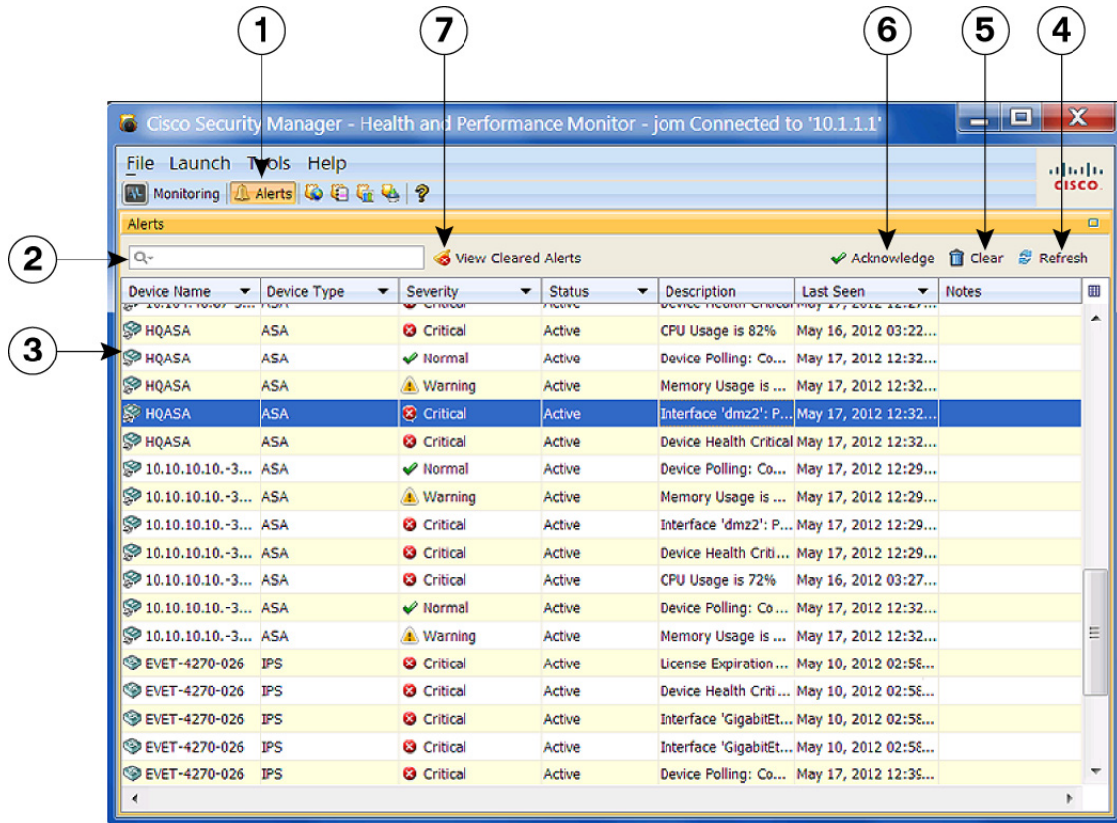 1 7 6 5 4
Cisco Security Manager - Health and Performance Monitor - jom Connected to '10.1.1.1'
File Launch Tools Help
CISCO
Monitoring Alerts
Alerts
2 View Cleared Alerts Acknowledge Clear Refresh
Device Name Device Type Severity Status Description Last Seen Notes
ASA Critical Active Device Health Critical May 17, 2012 12:27...
HQASA ASA Critical Active CPU Usage is 82% May 16, 2012 03:22...
3 HQASA ASA Normal Active Device Polling: Co... May 17, 2012 12:32...
HQASA ASA Warning Active Memory Usage is ... May 17, 2012 12:32...
HQASA ASA Critical Active Interface 'dmz2': P... May 17, 2012 12:32...
HQASA ASA Critical Active Device Health Critical May 17, 2012 12:32...
10.10.10.10.-3... ASA Normal Active Device Polling: Co... May 17, 2012 12:29...
10.10.10.10.-3... ASA Warning Active Memory Usage is ... May 17, 2012 12:29...
10.10.10.10.-3... ASA Critical Active Interface 'dmz2': P... May 17, 2012 12:29...
10.10.10.10.-3... ASA Critical Active Device Health Criti... May 17, 2012 12:29...
10.10.10.10.-3... ASA Critical Active CPU Usage is 72% May 16, 2012 03:27...
10.10.10.10.-3... ASA Normal Active Device Polling: Co... May 17, 2012 12:32...
10.10.10.10.-3... ASA Warning Active Memory Usage is ... May 17, 2012 12:32...
EVET-4270-026 IPS Critical Active License Expiration ... May 10, 2012 02:58...
EVET-4270-026 IPS Critical Active Device Health Criti... May 10, 2012 02:58...
EVET-4270-026 IPS Critical Active Interface 'GigabitEt... May 10, 2012 02:58...
EVET-4270-026 IPS Critical Active Interface 'GigabitEt... May 10, 2012 02:58...
EVET-4270-026 IPS Critical Active Device Polling: Co... May 17, 2012 12:39...